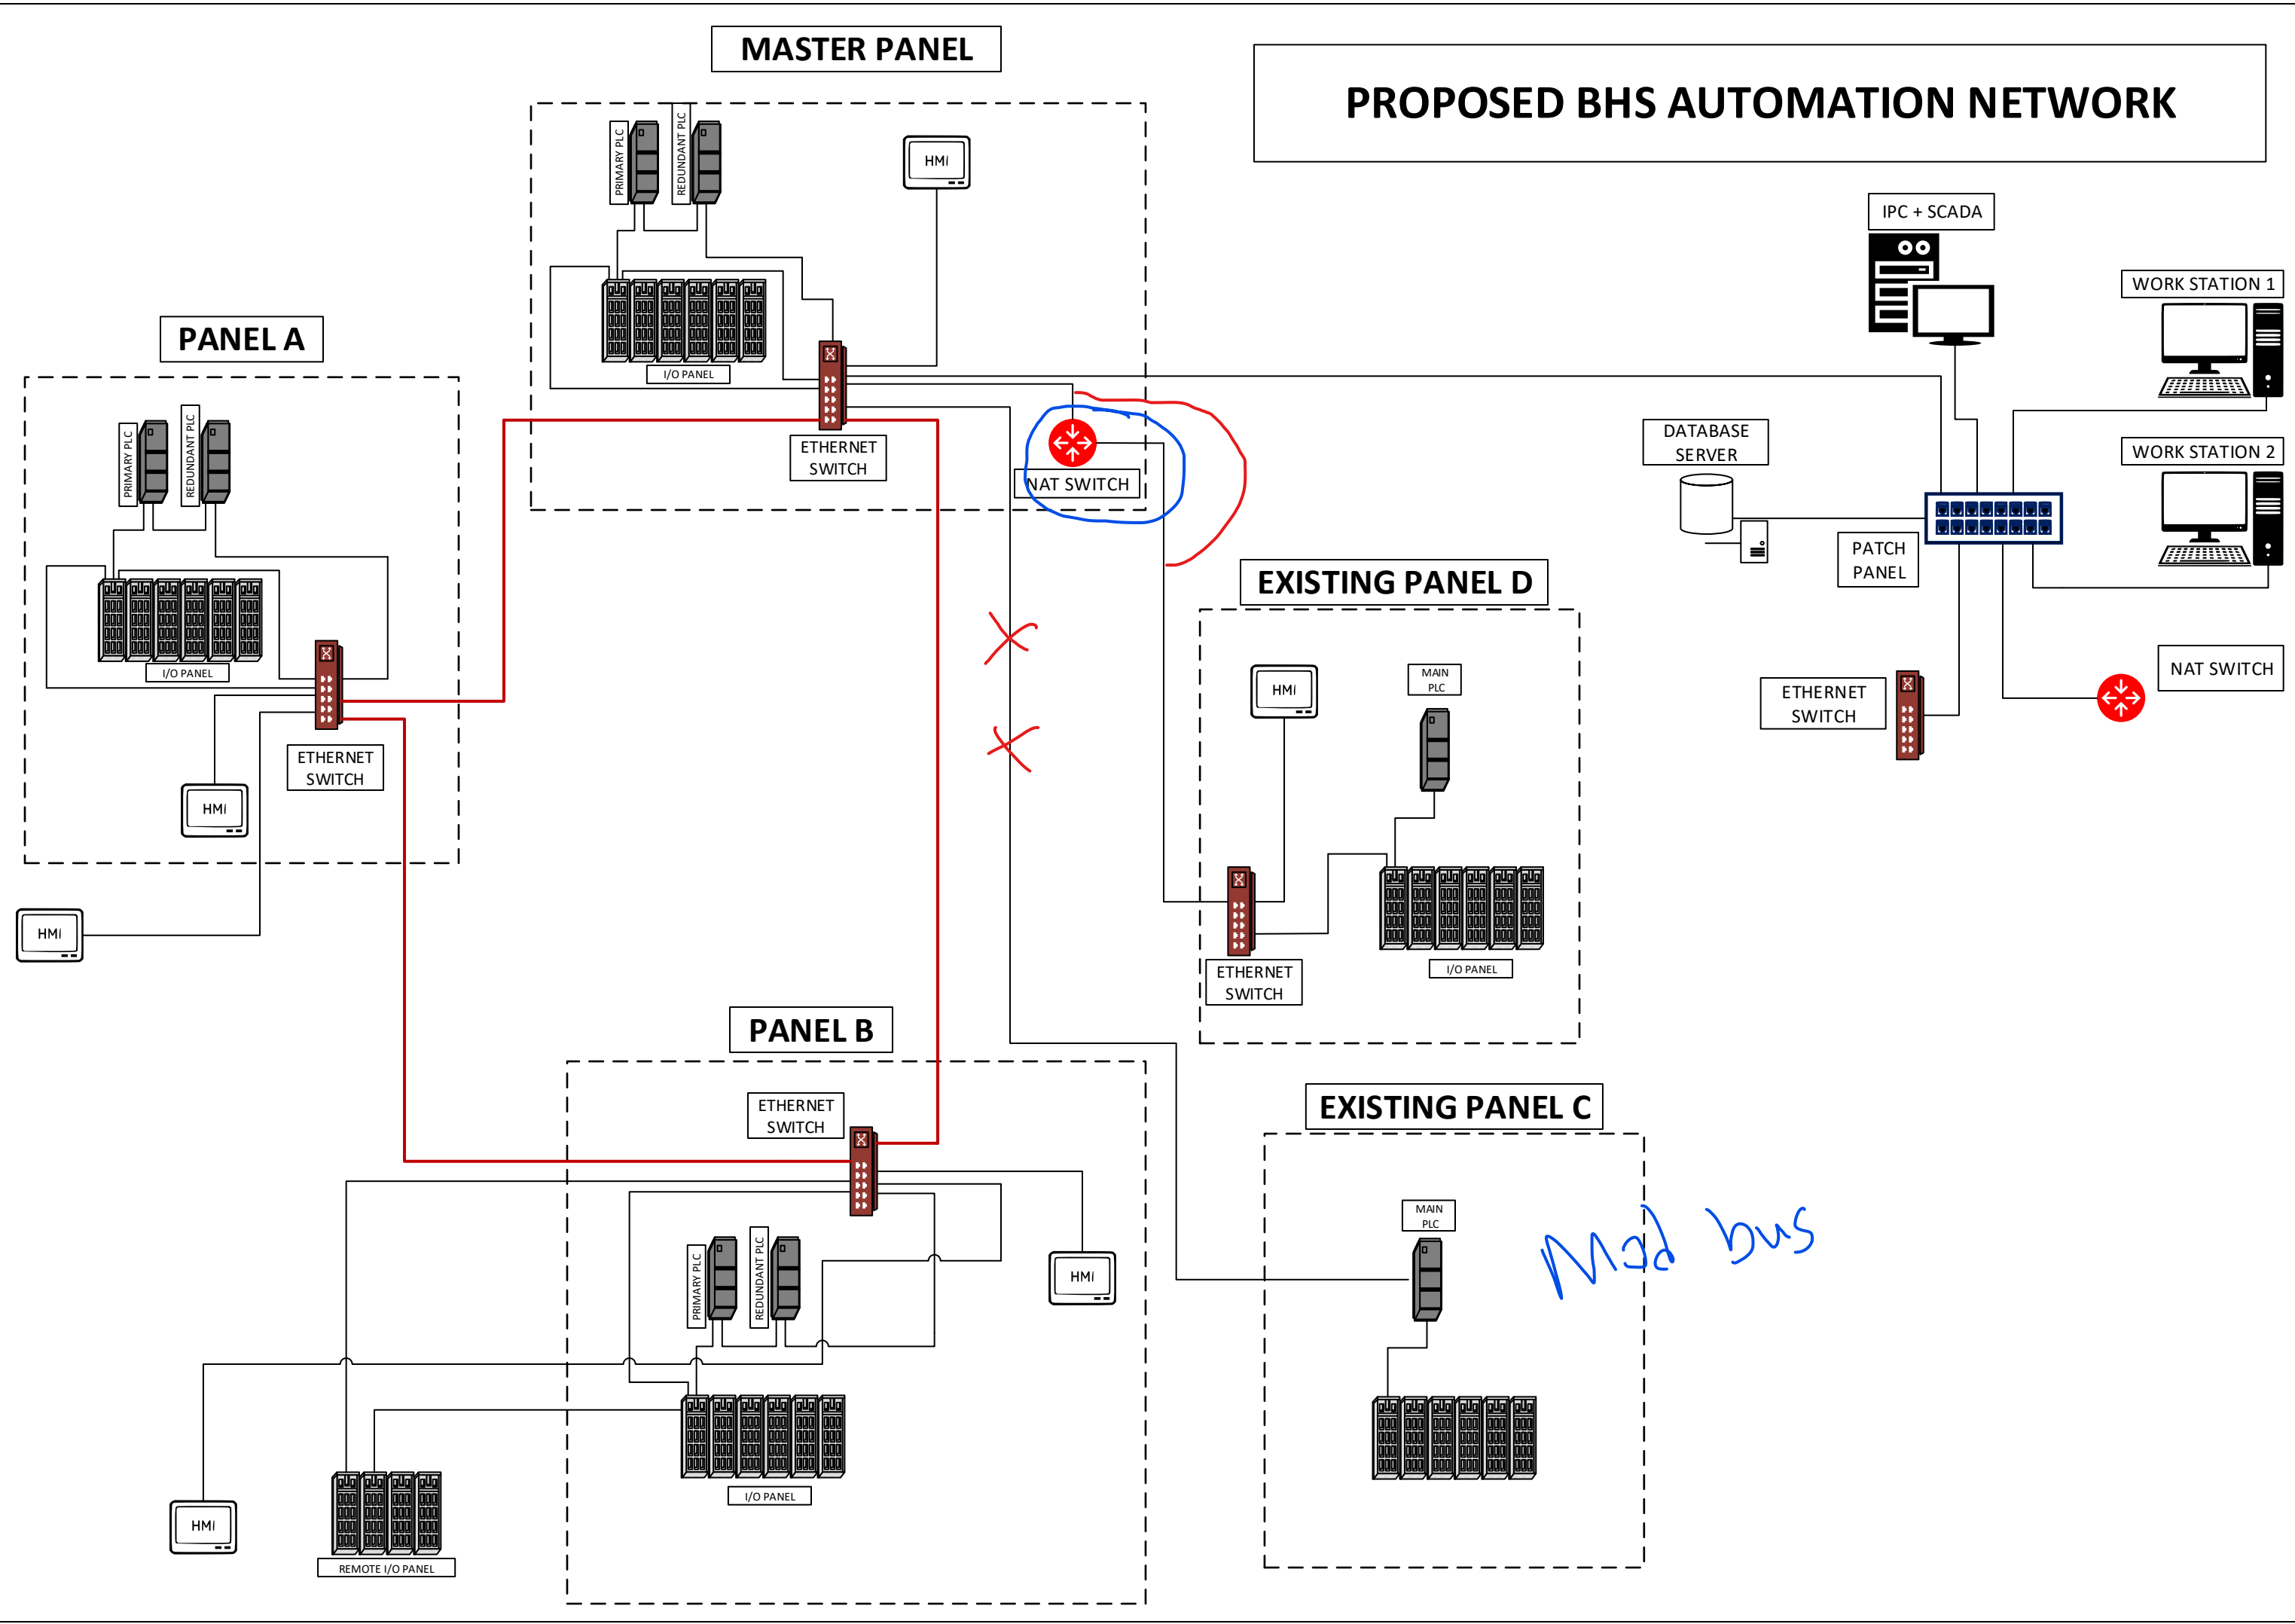 MASTER PANEL
PROPOSED BHS AUTOMATION NETWORK
PRIMARY PLC
REDUNDANT PLC
HMI
I/O PANEL
ETHERNET
SWITCH
NAT SWITCH
IPC + SCADA
WORK STATION 1
DATABASE
SERVER
WORK STATION 2
PATCH
PANEL
ETHERNET
SWITCH
NAT SWITCH
PANEL A
PRIMARY PLC
REDUNDANT PLC
I/O PANEL
ETHERNET
SWITCH
HMI
HMI
EXISTING PANEL D
HMI
MAIN
PLC
ETHERNET
SWITCH
I/O PANEL
PANEL B
ETHERNET
SWITCH
PRIMARY PLC
REDUNDANT PLC
HMI
I/O PANEL
HMI
REMOTE I/O PANEL
EXISTING PANEL C
MAIN
PLC
Mod bus